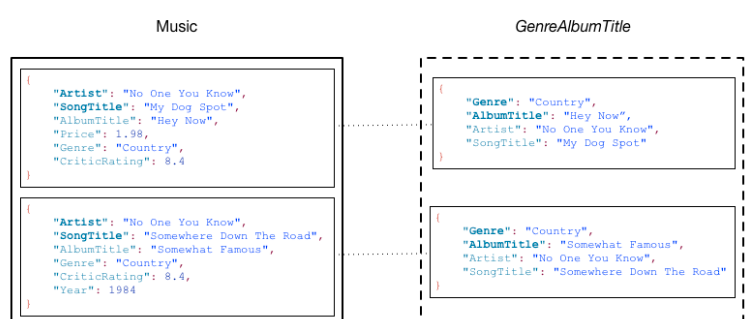 Music
{
"Artist": "No One You Know",
"SongTitle": "My Dog Spot",
"AlbumTitle": "Hey Now",
"Price": 1.98,
"Genre": "Country",
"CriticRating": 8.4
}
{
"Artist": "No One You Know",
"SongTitle": "Somewhere Down The Road",
"AlbumTitle": "Somewhat Famous",
"Genre": "Country",
"CriticRating": 8.4,
"Year": 1984
}
GenreAlbumTitle
{
"Genre": "Country",
"AlbumTitle": "Hey Now”,
"Artist": "No One You Know",
"SongTitle": "My Dog Spot"
}
{
"Genre": "Country",
"AlbumTitle": "Somewhat Famous",
"Artist": "No One You Know",
"SongTitle": "Somewhere Down The Road"
}